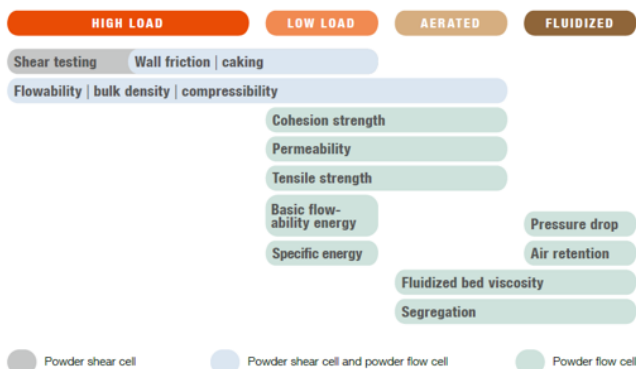 HIGH LOAD LOW LOAD AERATED FLUIDIZED
Shear testing Wall friction | caking
Flowability | bulk density | compressibility
Cohesion strength
Permeability
Tensile strength
Basic flow-
ability energy
Pressure drop
Specific energy Air retention
Fluidized bed viscosity
Segregation
Powder shear cell Powder shear cell and powder flow cell Powder flow cell